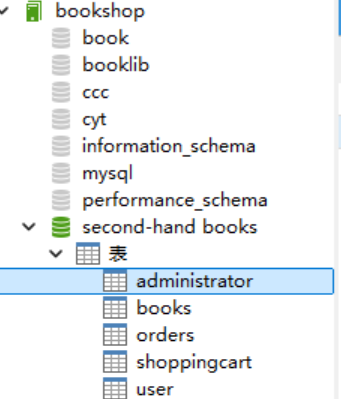 bookshop
book
booklib
ccc
cyt
information_schema
mysql
performance_schema
second-hand books
表
administrator
books
orders
shoppingcart
user